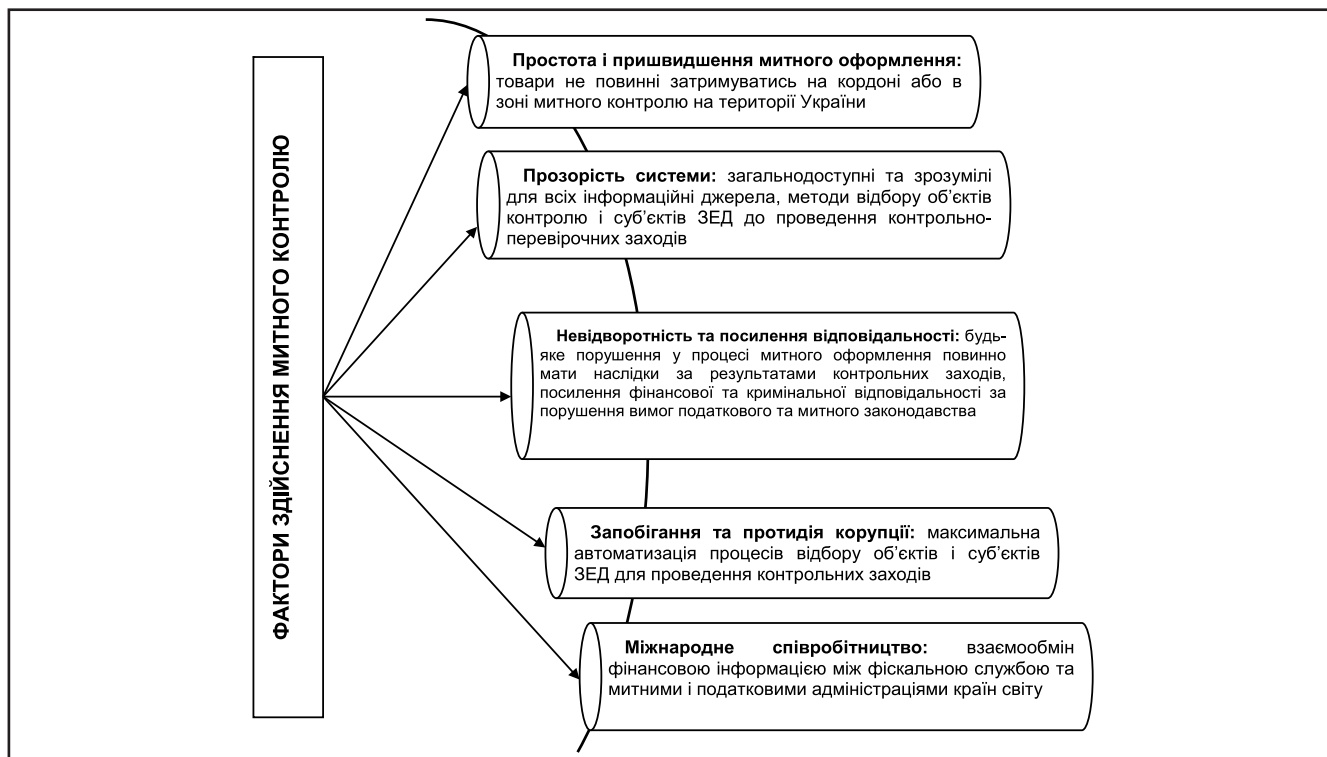 ФАКТОРИ ЗДІЙСНЕННЯ МИТНОГО КОНТРОЛЮ
Простота і пришвидшення митного оформлення:
товари не повинні затримуватись на кордоні або в
зоні митного контролю на території України
Прозорість системи: загальнодоступні та зрозумілі
для всіх інформаційні джерела, методи відбору об’єктів
контролю і суб’єктів ЗЕД до проведення контрольно-
перевірочних заходів
Невідворотність та посилення відповідальності: будь-
яке порушення у процесі митного оформлення повинно
мати наслідки за результатами контрольних заходів,
посилення фінансової та кримінальної відповідальності за
порушення вимог податкового та митного законодавства
Запобігання та протидія корупції: максимальна
автоматизація процесів відбору об’єктів і суб’єктів
ЗЕД для проведення контрольних заходів
Міжнародне співробітництво: взаємообмін
фінансовою інформацією між фіскальною службою та
митними і податковими адміністраціями країн світу